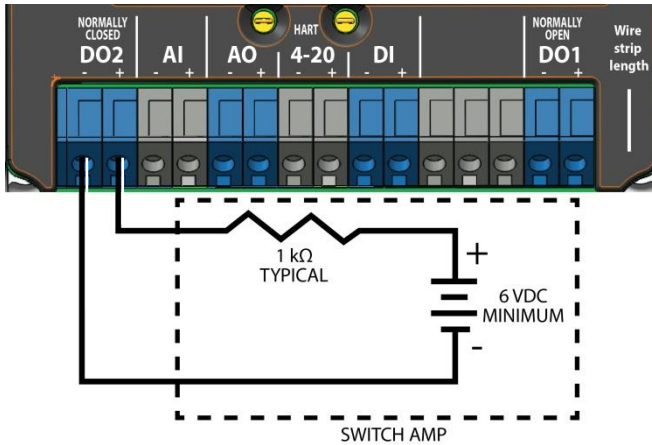 NORMALLY
CLOSED
DO2
- +
AI
- +
AO
- +
HART
4-20
- +
DI
- +
NORMALLY
OPEN
DO1
- +
Wire
strip
length
1 kΩ
TYPICAL
+
6 VDC
MINIMUM
-
SWITCH AMP